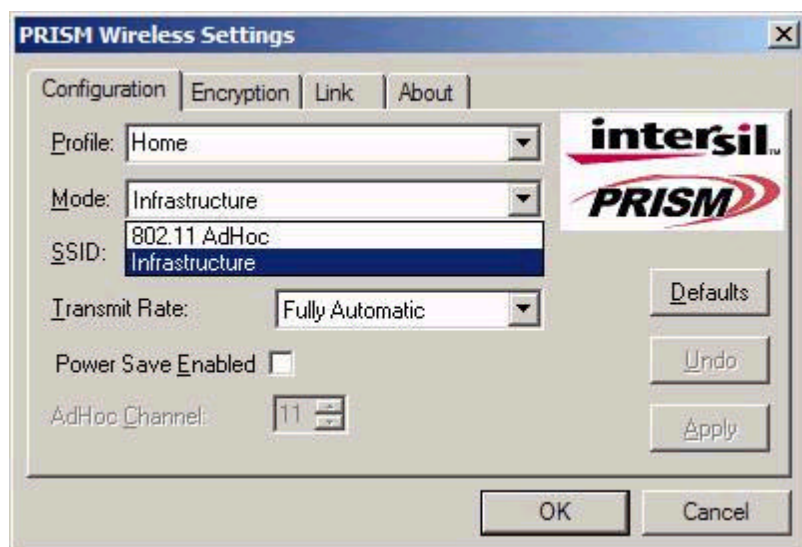 PRISM Wireless Settings
Configuration Encryption Link About
Profile: Home
intersil™
PRISM
Mode: Infrastructure
802.11 AdHoc
Infrastructure
SSID:
Transmit Rate: Fully Automatic
Defaults
Power Save Enabled
Undo
AdHoc Channel: 11
Apply
OK Cancel